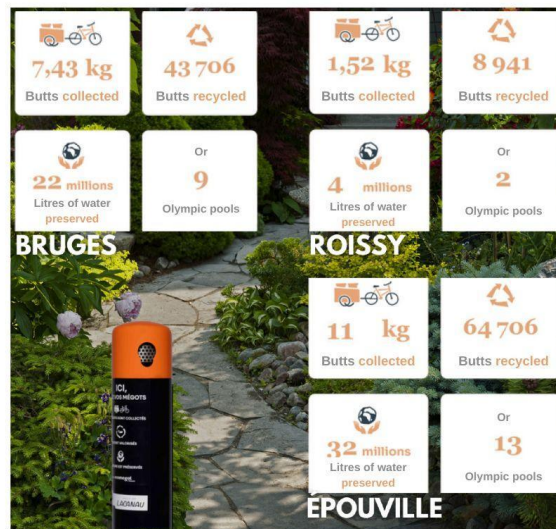 7,43 kg
Butts collected
43 706
Butts recycled
22 millions
Litres of water
preserved
Or
9
Olympic pools
BRUGES
1,52 kg
Butts collected
8 941
Butts recycled
4 millions
Litres of water
preserved
Or
2
Olympic pools
ROISSY
11 kg
Butts collected
64 706
Butts recycled
32 millions
Litres of water
preserved
Or
13
Olympic pools
ÉPOUVILLE
ICI,
MÉGOTS
LACANAU